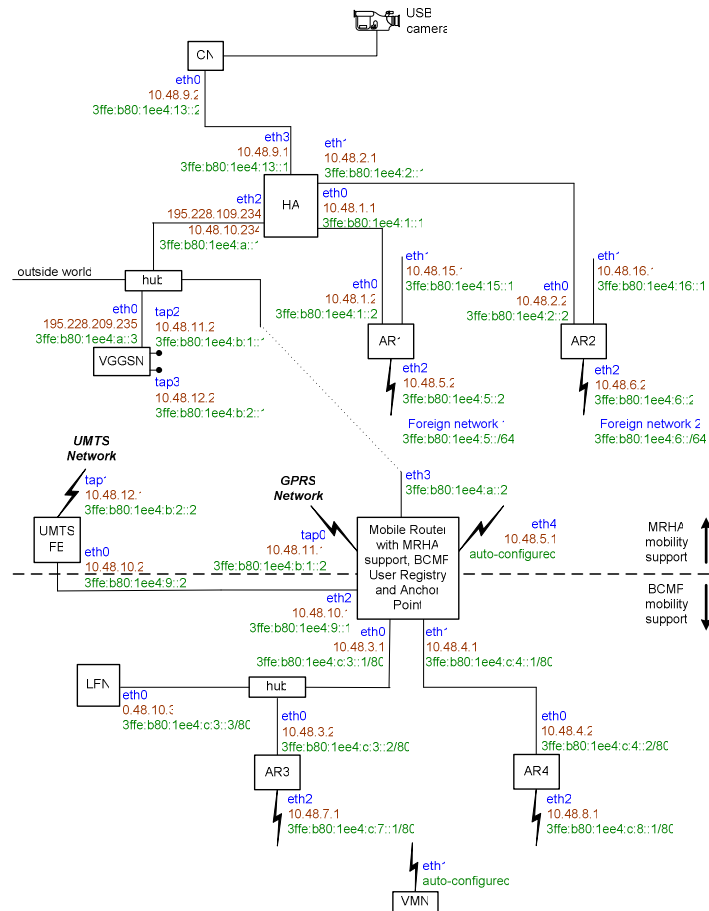 USB
camera
CN
eth0
10.48.9.2
3ffe:b80:1ee4:13::2
eth3
10.48.9.1
3ffe:b80:1ee4:13::1
eth1
10.48.2.1
3ffe:b80:1ee4:2::1
eth2
195.228.109.234
10.48.10.234
3ffe:b80:1ee4:a::1
HA
eth0
10.48.1.1
3ffe:b80:1ee4:1::1
outside world
hub
eth0
195.228.209.235
3ffe:b80:1ee4:a::3
tap2
10.48.11.2
3ffe:b80:1ee4:b:1::1
VGGSN
tap3
10.48.12.2
3ffe:b80:1ee4:b:2::1
eth0
10.48.1.2
3ffe:b80:1ee4:1::2
eth1
10.48.15.1
3ffe:b80:1ee4:15::1
AR1
eth2
10.48.5.2
3ffe:b80:1ee4:5::2
Foreign network 1
3ffe:b80:1ee4:5::/64
eth0
10.48.2.2
3ffe:b80:1ee4:2::2
eth1
10.48.16.1
3ffe:b80:1ee4:16::1
AR2
eth2
10.48.6.2
3ffe:b80:1ee4:6::2
Foreign network 2
3ffe:b80:1ee4:6::/64
UMTS
Network
tap1
10.48.12.1
3ffe:b80:1ee4:b:2::2
UMTS
FE
eth0
10.48.10.2
3ffe:b80:1ee4:9::2
GPRS
Network
tap0
10.48.11.1
3ffe:b80:1ee4:b:1::2
eth3
3ffe:b80:1ee4:a::2
Mobile Router
with MRHA
support, BCMP
User Registry
and Anchor
Point
eth4
10.48.5.1
auto-configured
MRHA
mobility
support
BCMP
mobility
support
eth2
10.48.10.1
3ffe:b80:1ee4:9::1
eth0
10.48.3.1
3ffe:b80:1ee4:c:3::1/80
eth1
10.48.4.1
3ffe:b80:1ee4:c:4::1/80
LFN
eth0
0.48.10.3
3ffe:b80:1ee4:c:3::3/80
hub
eth0
10.48.3.2
3ffe:b80:1ee4:c:3::2/80
AR3
eth2
10.48.7.1
3ffe:b80:1ee4:c:7::1/80
eth0
10.48.4.2
3ffe:b80:1ee4:c:4::2/80
AR4
eth2
10.48.8.1
3ffe:b80:1ee4:c:8::1/80
eth1
auto-configured
VMN